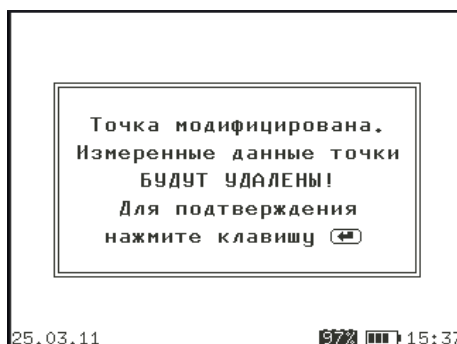 Точка модифицирована.
Измеренные данные точки
БУДУТ УДАЛЕНЫ!
Для подтверждения
нажмите клавишу
25.03.11 97% 15:37